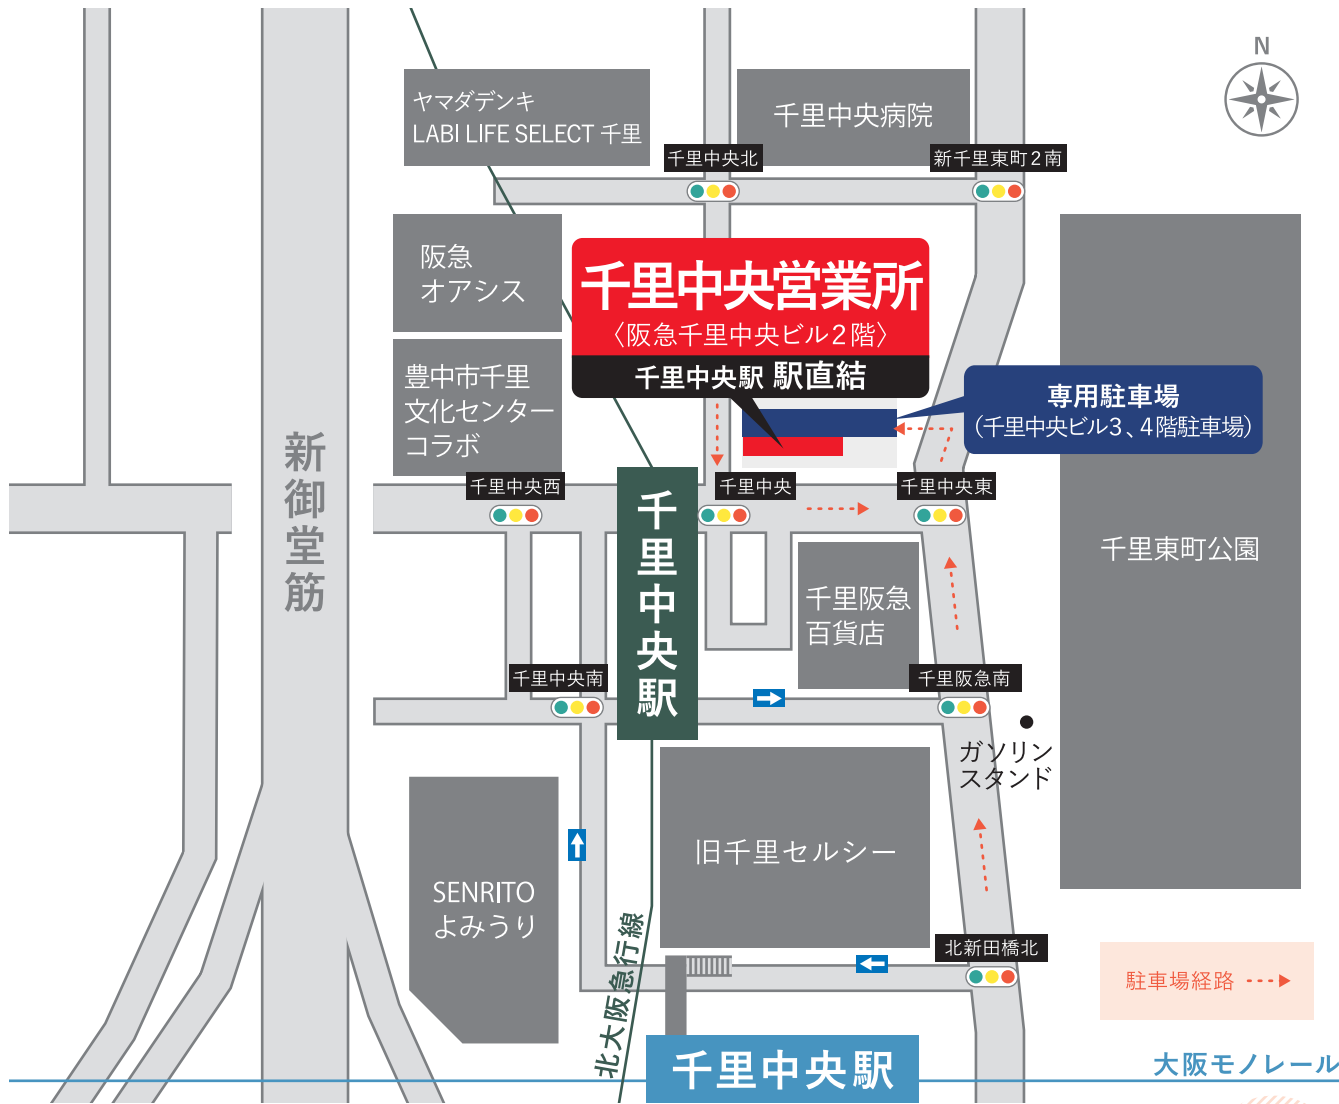 N
ヤマダデンキ
LABI LIFE SELECT 千里
千里中央病院
千里中央北
新千里東町2南
阪急
オアシス
千里中央営業所
〈阪急千里中央ビル2階〉
千里中央駅 駅直結
豊中市千里
文化センター
コラボ
専用駐車場
(千里中央ビル3、4階駐車場)
新御堂筋
千里中央西
千里中央
千里中央東
千里中央駅
千里東町公園
千里阪急
百貨店
千里中央南
千里阪急南
ガソリン
スタンド
旧千里セルシー
SENRITO
よみうり
北大阪急行線
北新田橋北
駐車場経路
千里中央駅
大阪モノレール